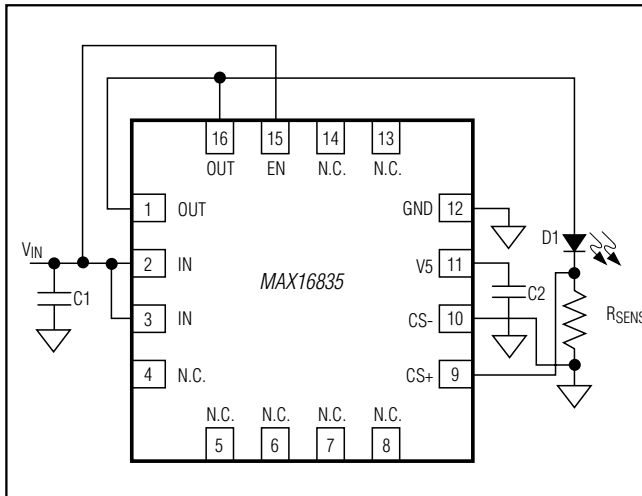 16 15 14 13
OUT EN N.C. N.C.
1 OUT GND 12
VIN 2 IN MAX16835 V5 11 D1
C1 3 IN CS- 10 C2 RSENS
4 N.C. CS+ 9
N.C. N.C. N.C. N.C.
5 6 7 8